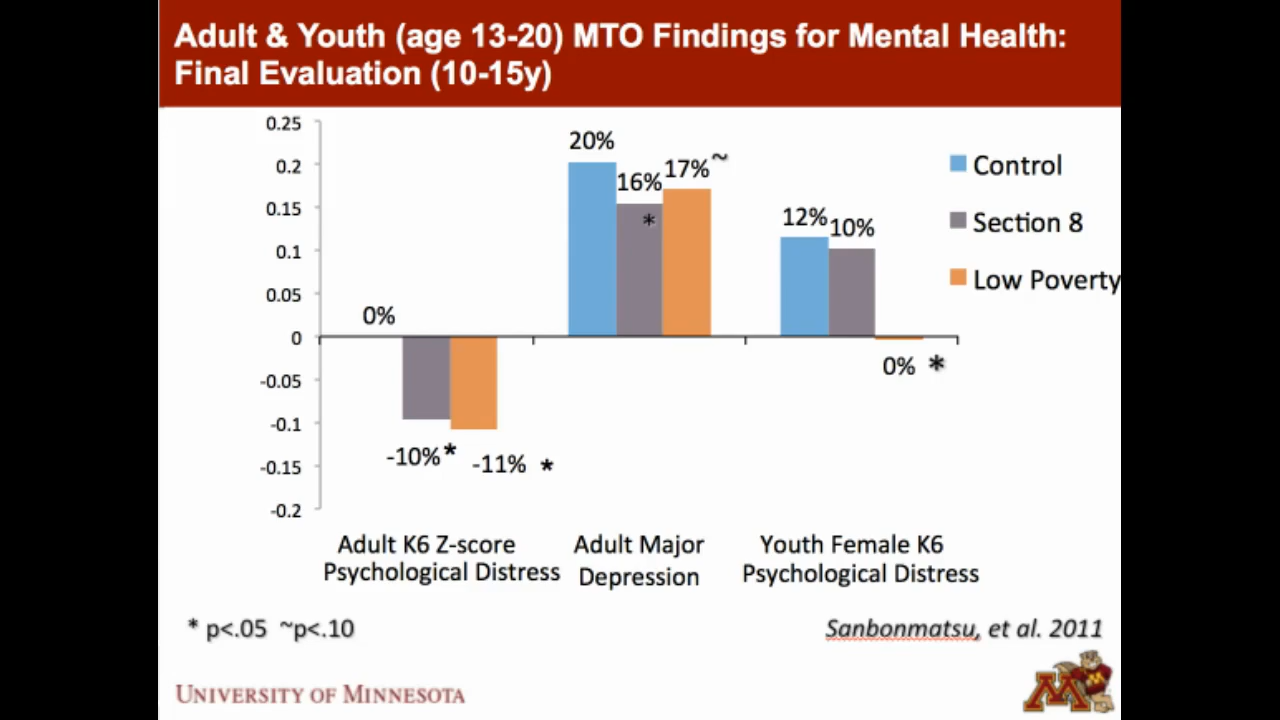 Adult & Youth (age 13-20) MTO Findings for Mental Health:
Final Evaluation (10-15y)
0.25
0.2
0.15
0.1
0.05
0
-0.05
-0.1
-0.15
-0.2
0%
-10% *
-11% *
20%
16%
*
17% ~
12%
10%
0% *
Control
Section 8
Low Poverty
Adult K6 Z-score
Psychological Distress
Adult Major
Depression
Youth Female K6
Psychological Distress
* p<.05 ~p<.10
Sanbonmatsu, et al. 2011
UNIVERSITY OF MINNESOTA
M